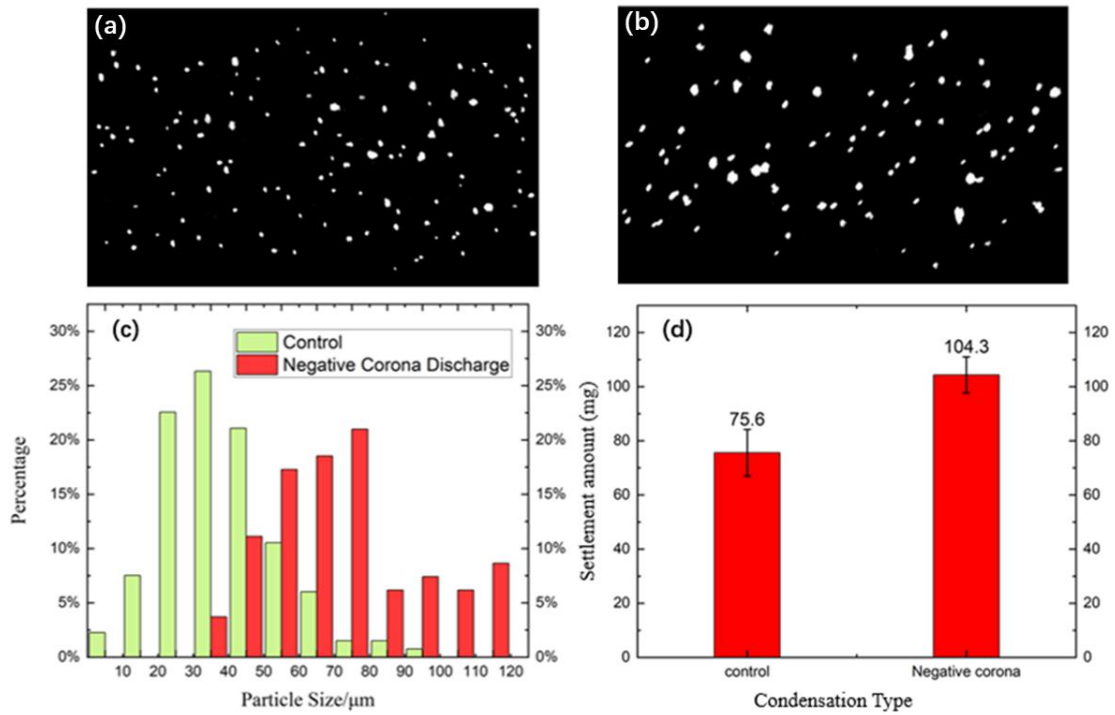 (a)
(b)
(c)
Control
Negative Corona Discharge
30%
25%
20%
15%
10%
5%
0%
30%
25%
20%
15%
10%
5%
0%
Percentage
10 20 30 40 50 60 70 80 90 100 110 120
Particle Size/μm
(d)
120
100
80
60
40
20
0
120
100
80
60
40
20
0
Settlement amount (mg)
75.6
104.3
control
Negative corona
Condensation Type